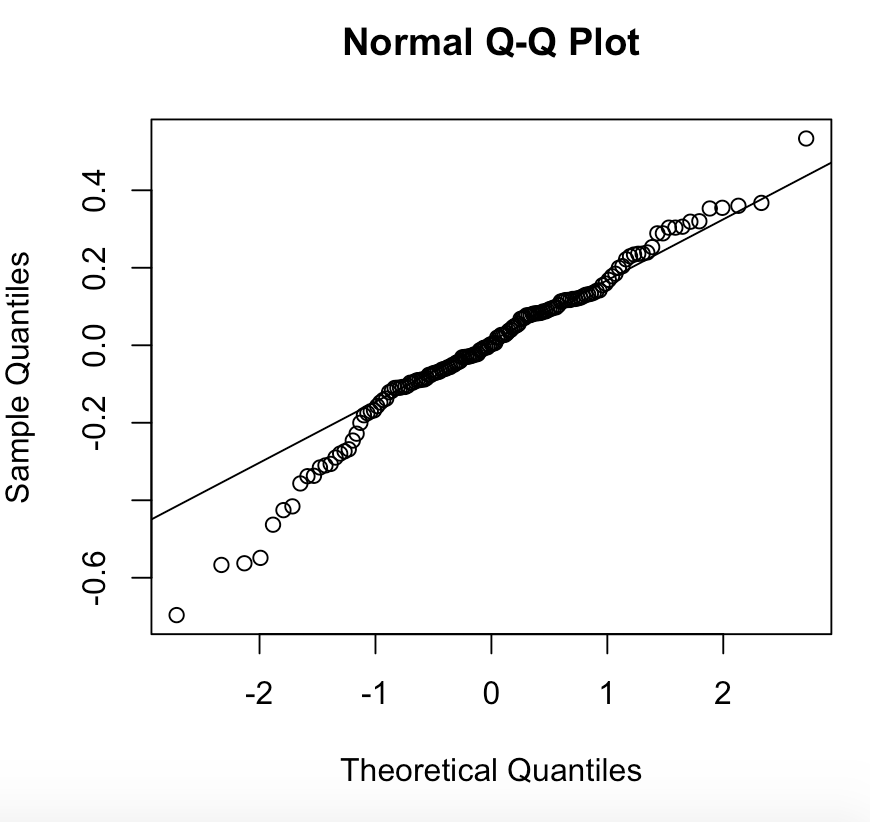 Normal Q-Q Plot
Sample Quantiles
0.4
0.2
0.0
-0.2
-0.6
-2 -1 0 1 2
Theoretical Quantiles